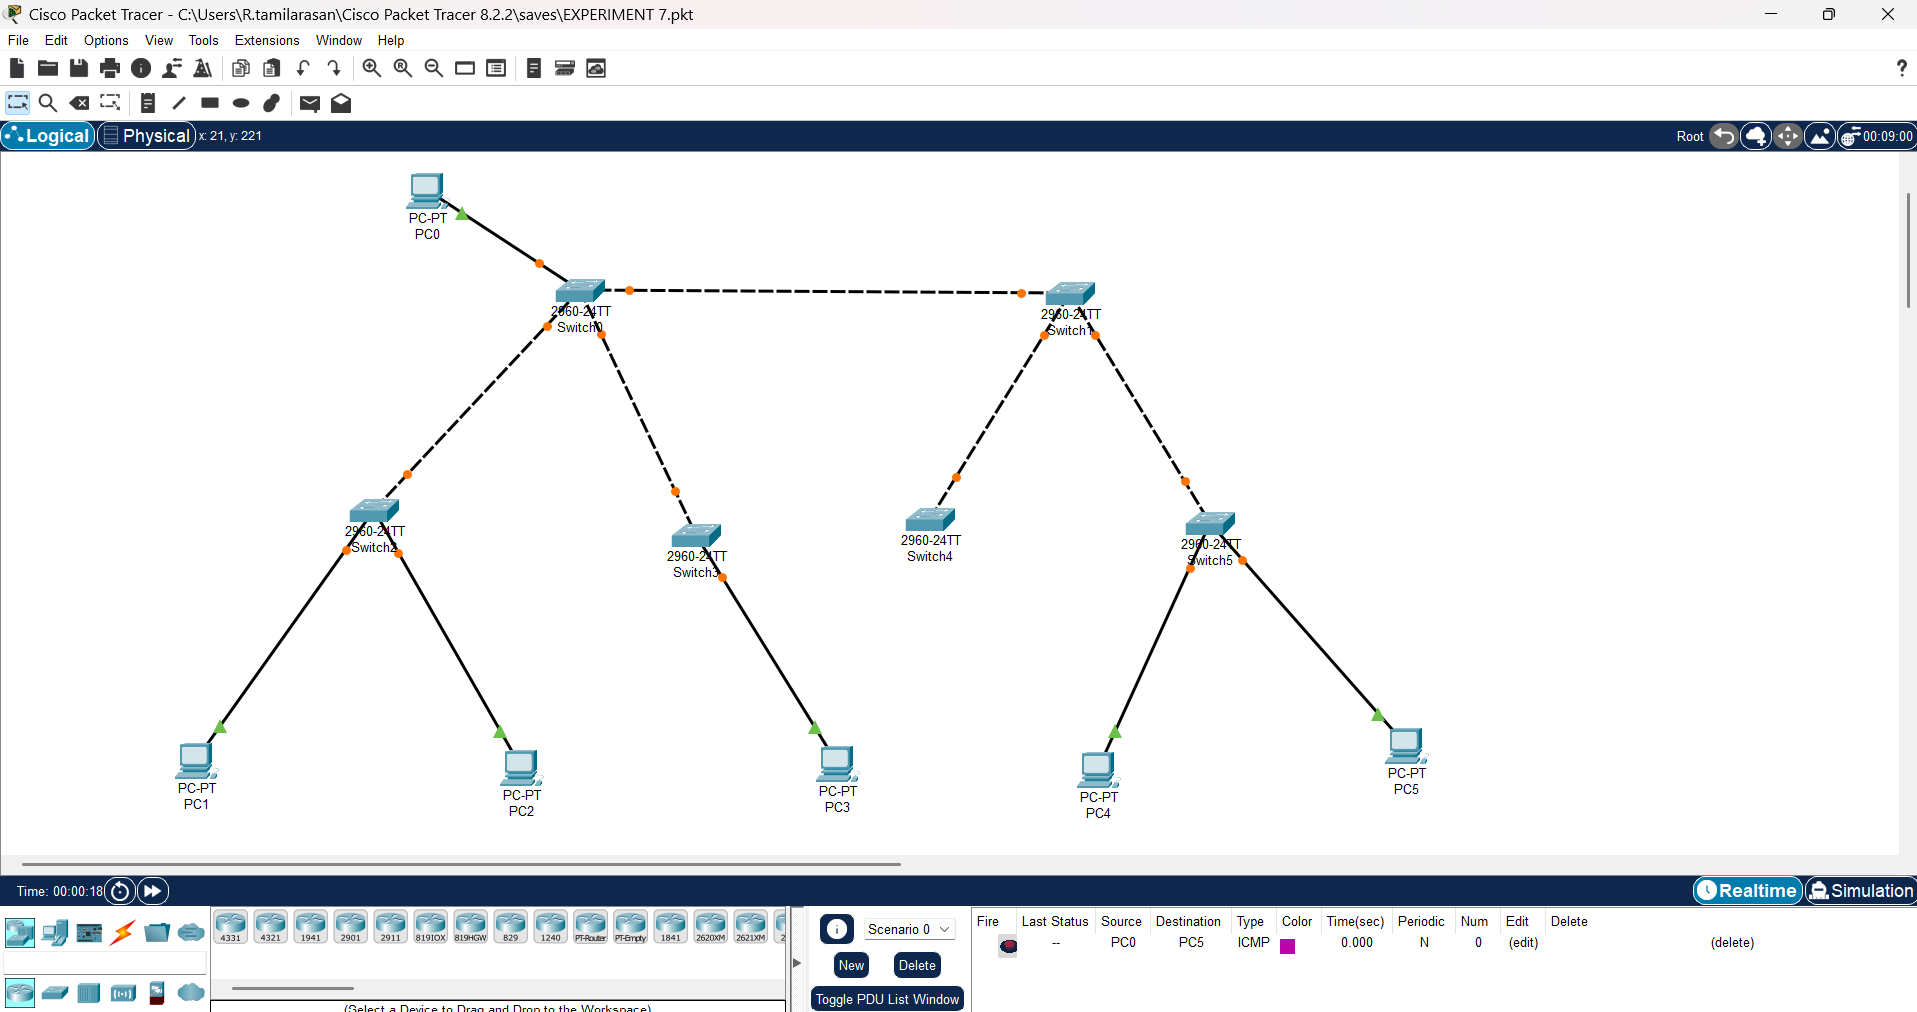 Cisco Packet Tracer - C:\Users\R.tamilarasan\Cisco Packet Tracer 8.2.2\saves\EXPERIMENT 7.pkt
File Edit Options View Tools Extensions Window Help
Logical Physical x: 21, y: 221 Root 00:09:00
PC-PT
PC0
2960-24TT
Switch0
2960-24TT
Switch1
2960-24TT
Switch2
2960-24TT
Switch3
2960-24TT
Switch4
2960-24TT
Switch5
PC-PT
PC1
PC-PT
PC2
PC-PT
PC3
PC-PT
PC4
PC-PT
PC5
Time: 00:00:18 Realtime Simulation
4331 4321 1941 2901 2911 819IOX 819HGW 829 1240 PT-Router PT-Empty 1841 2620XM 2621XM 2
(Select a Device to Drag and Drop to the Workspace)
Scenario 0
New Delete
Toggle PDU List Window
Fire Last Status Source Destination Type Color Time(sec) Periodic Num Edit Delete
-- PC0 PC5 ICMP 0.000 N 0 (edit) (delete)